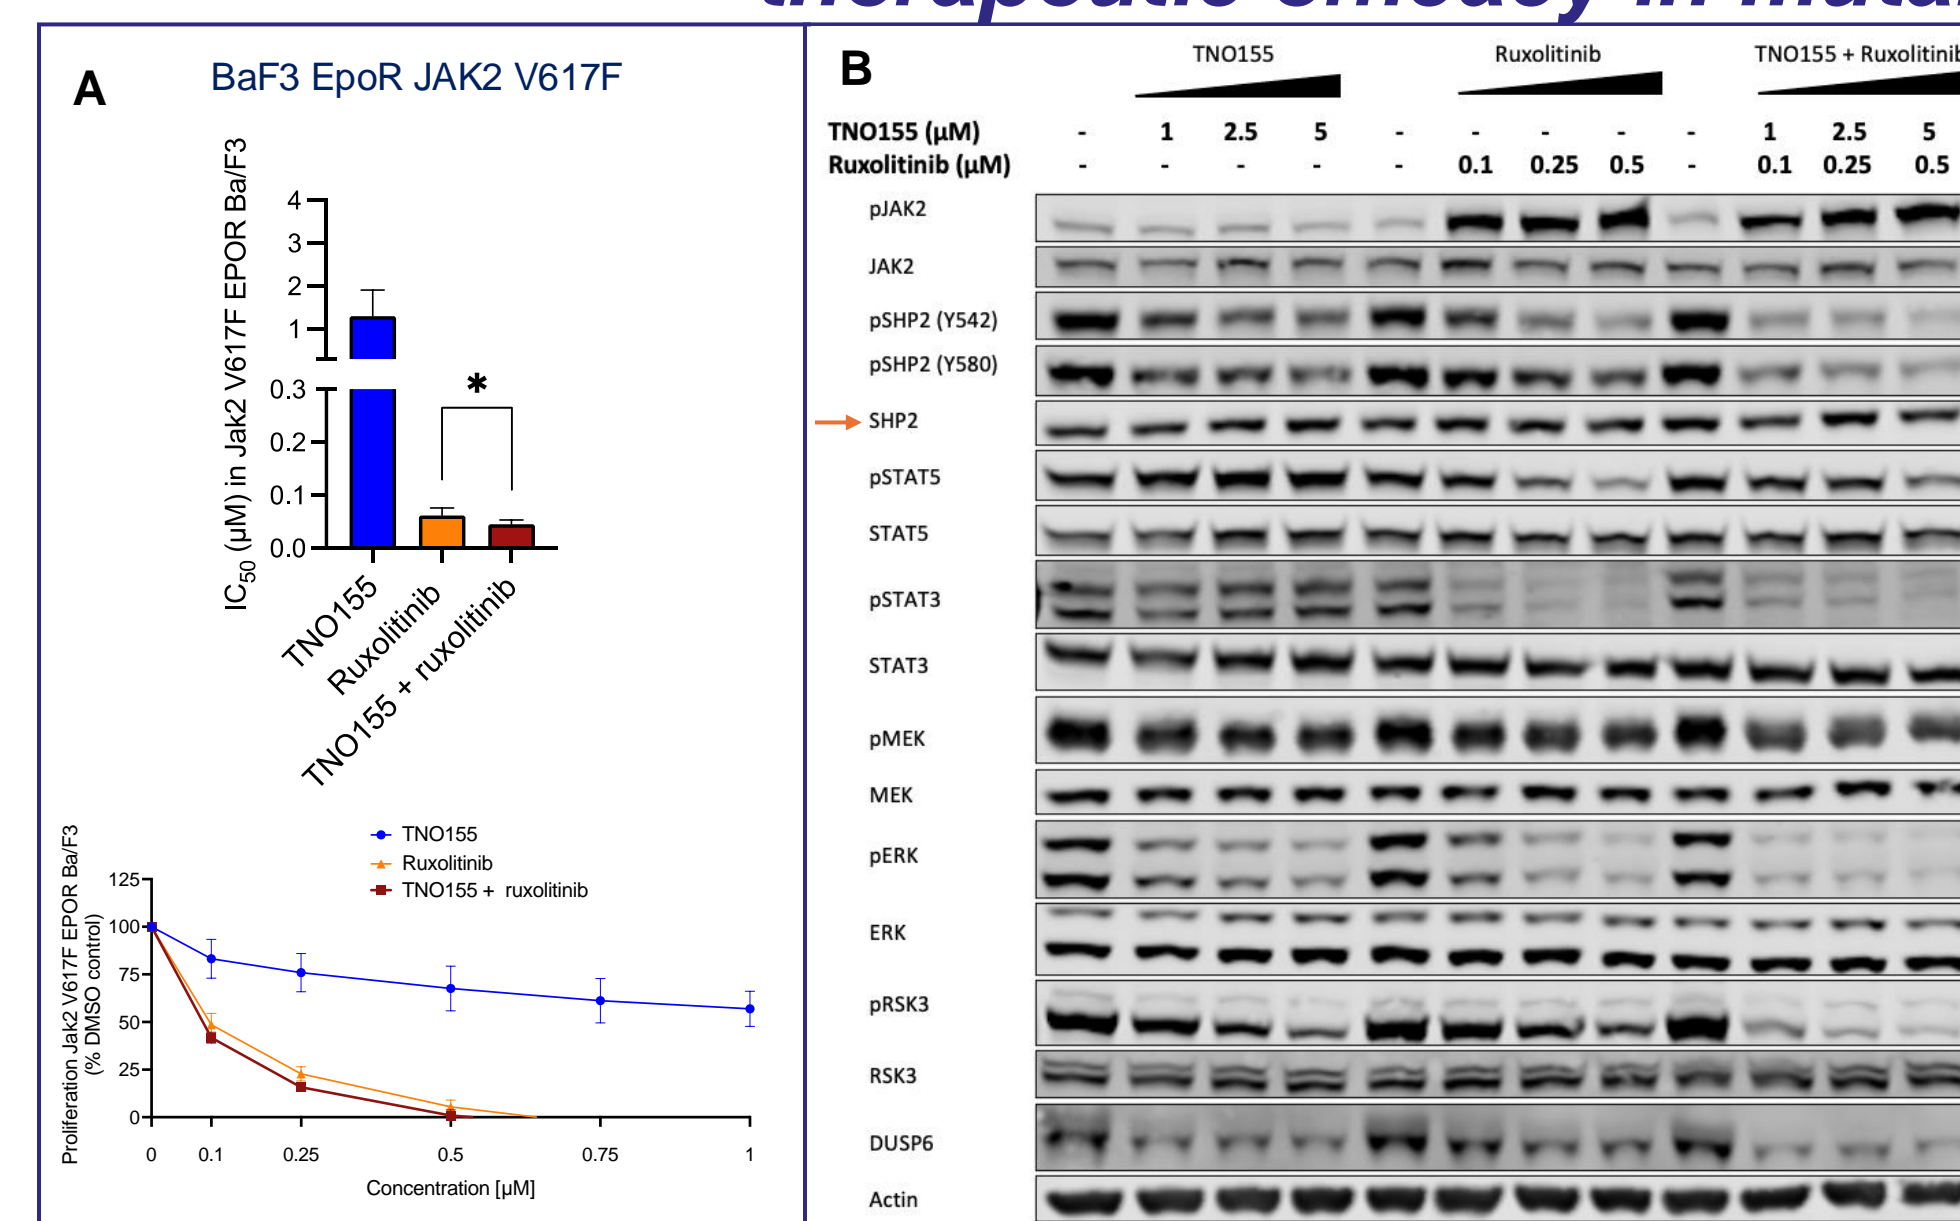 therapeutic efficacy in mutan
A
BaF3 EpoR JAK2 V617F
IC50 (µM) in Jak2 V617F EPOR Ba/F3
4
3
2
1
0.3
0.2
0.1
0.0
*
TNO155
Ruxolitinib
TNO155 + ruxolitinib
TNO155
Ruxolitinib
TNO155 + ruxolitinib
Proliferation Jak2 V617F EPOR Ba/F3
(% DMSO control)
125
100
75
50
25
0
0 0.1 0.25 0.5 0.75 1
Concentration [µM]
B
TNO155 Ruxolitinib TNO155 + Ruxolitinib
TNO155 (µM) - 1 2.5 5 - - - - - 1 2.5 5
Ruxolitinib (µM) - - - - - 0.1 0.25 0.5 - 0.1 0.25 0.5
pJAK2
JAK2
pSHP2 (Y542)
pSHP2 (Y580)
SHP2
pSTAT5
STAT5
pSTAT3
STAT3
pMEK
MEK
pERK
ERK
pRSK3
RSK3
DUSP6
Actin